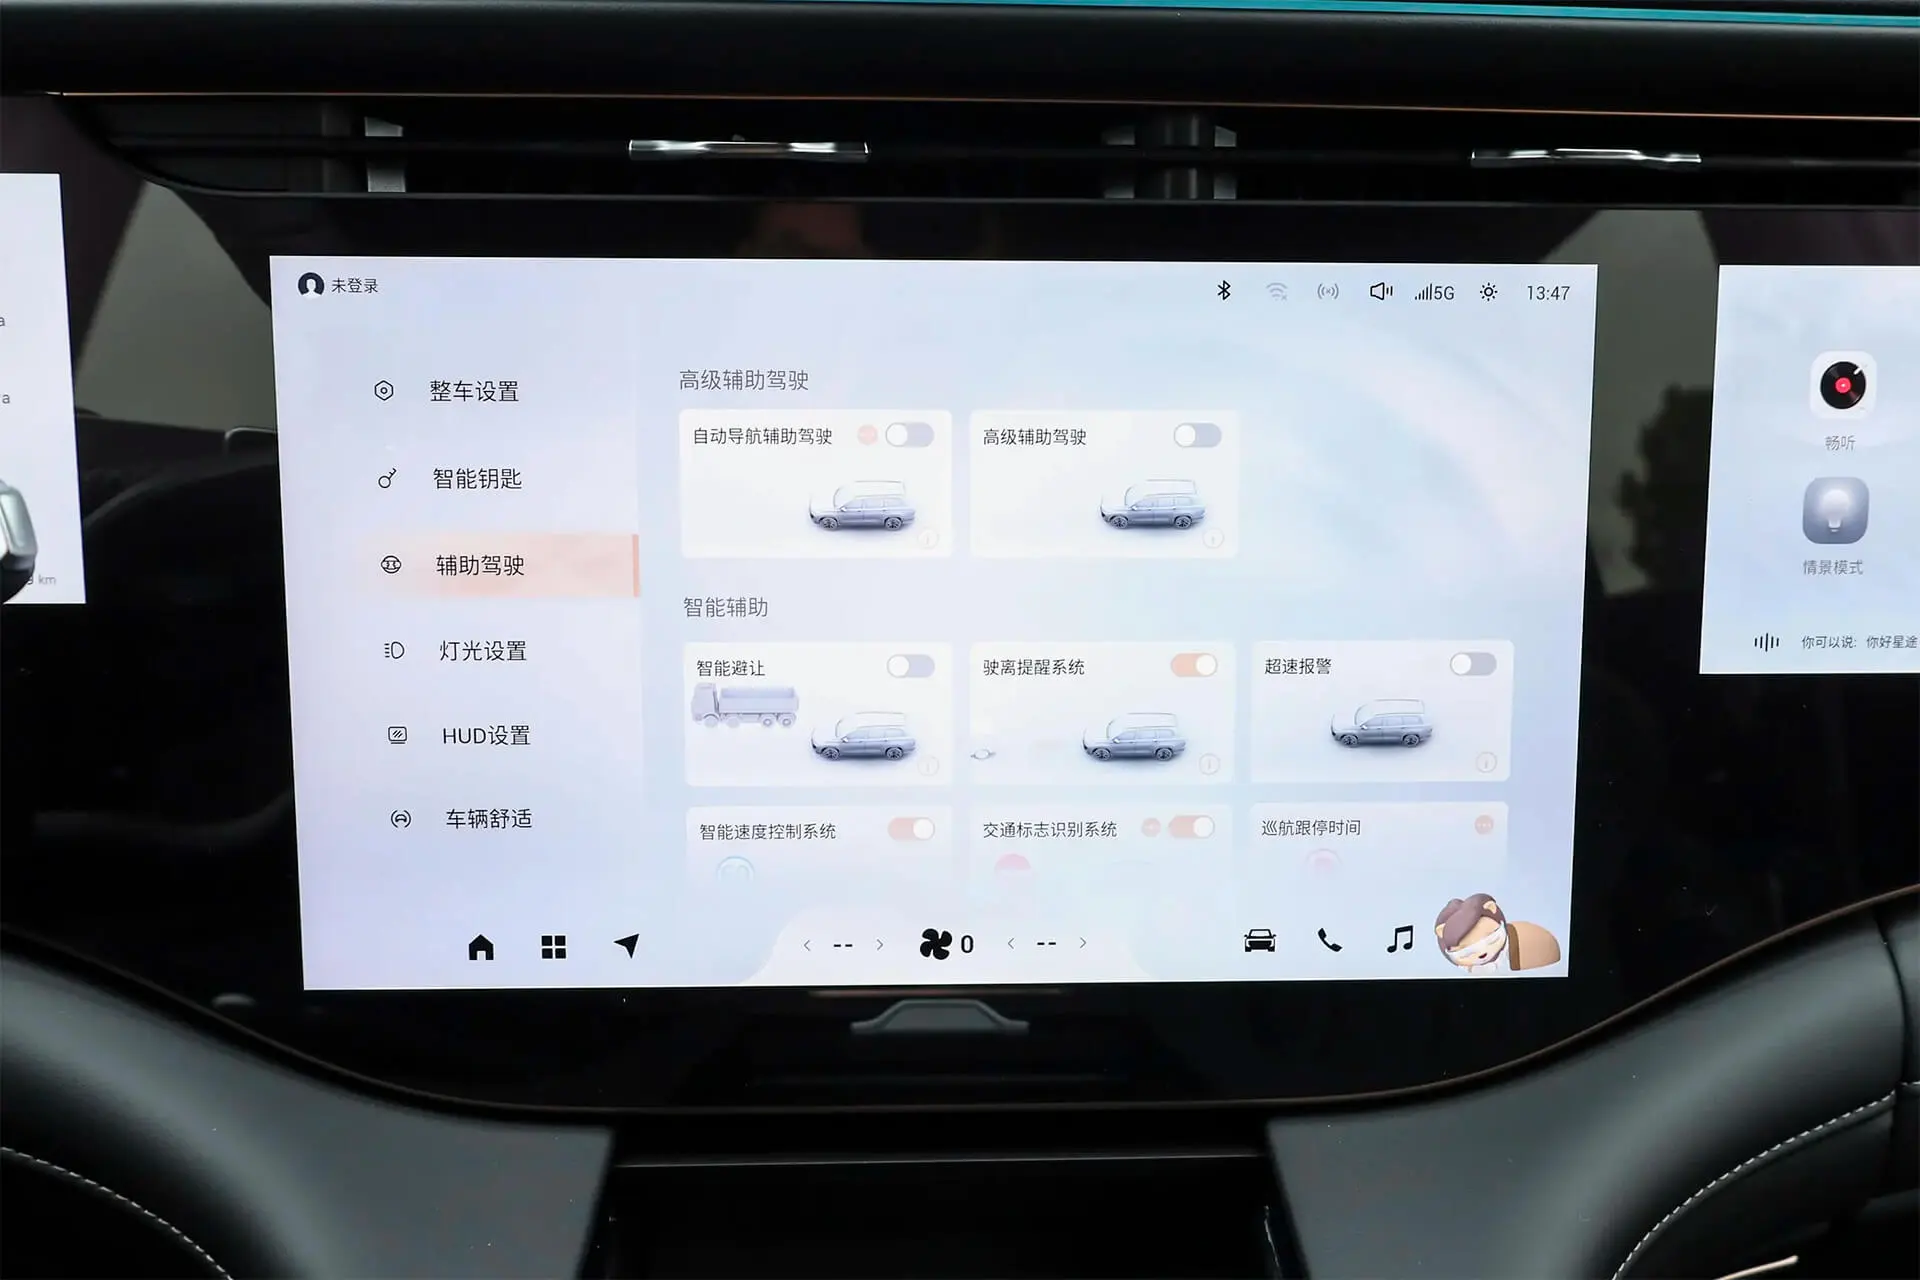 未登录
5G
13:47
整车设置
智能钥匙
辅助驾驶
灯光设置
HUD设置
车辆舒适
高级辅助驾驶
自动导航辅助驾驶
高级辅助驾驶
智能辅助
智能避让
驶离提醒系统
超速报警
智能速度控制系统
交通标志识别系统
巡航跟停时间
--
0
--
a
a
km
畅听
情景模式
你可以说: 你好星途